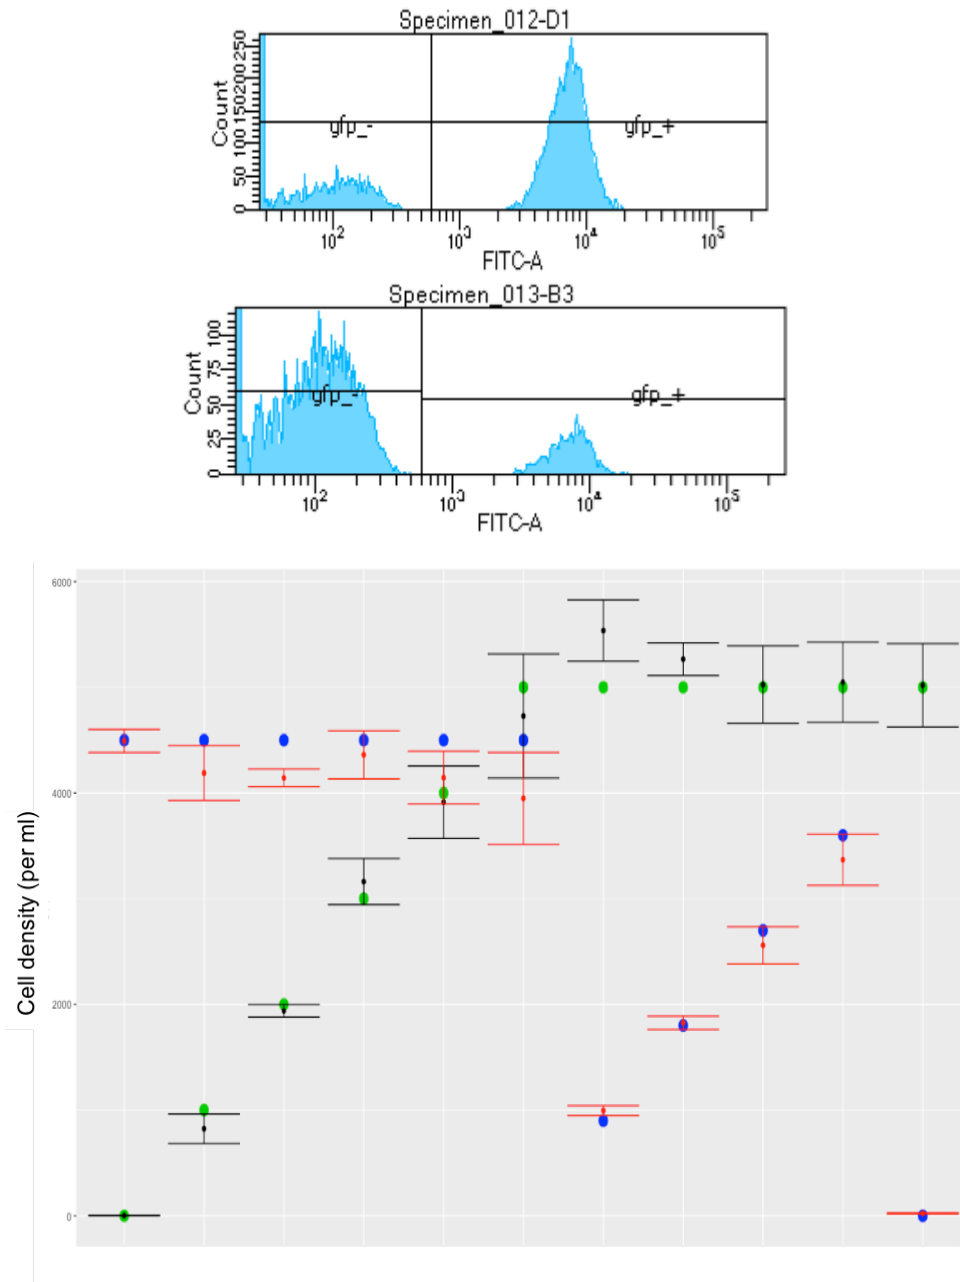 Specimen_012-D1
Count
0 50 100 150 200 250
gfp_-
gfp_+
10² 10³ 10⁴ 10⁵
FITC-A
Specimen_013-B3
Count
0 25 50 75 100
gfp_-
gfp_+
10² 10³ 10⁴ 10⁵
FITC-A
Cell density (per ml)
6000
4000
2000
0